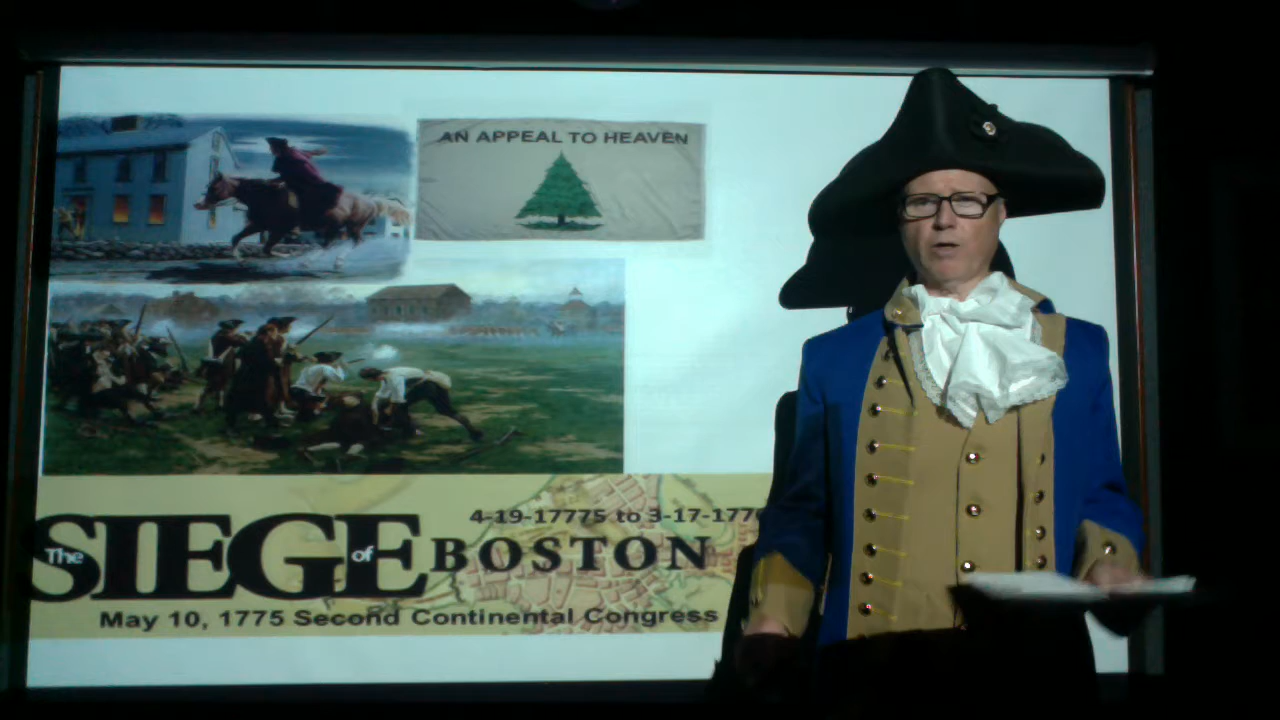 AN APPEAL TO HEAVEN
4-19-17775 to 3-17-1776
The SIEGE of BOSTON
May 10, 1775 Second Continental Congress